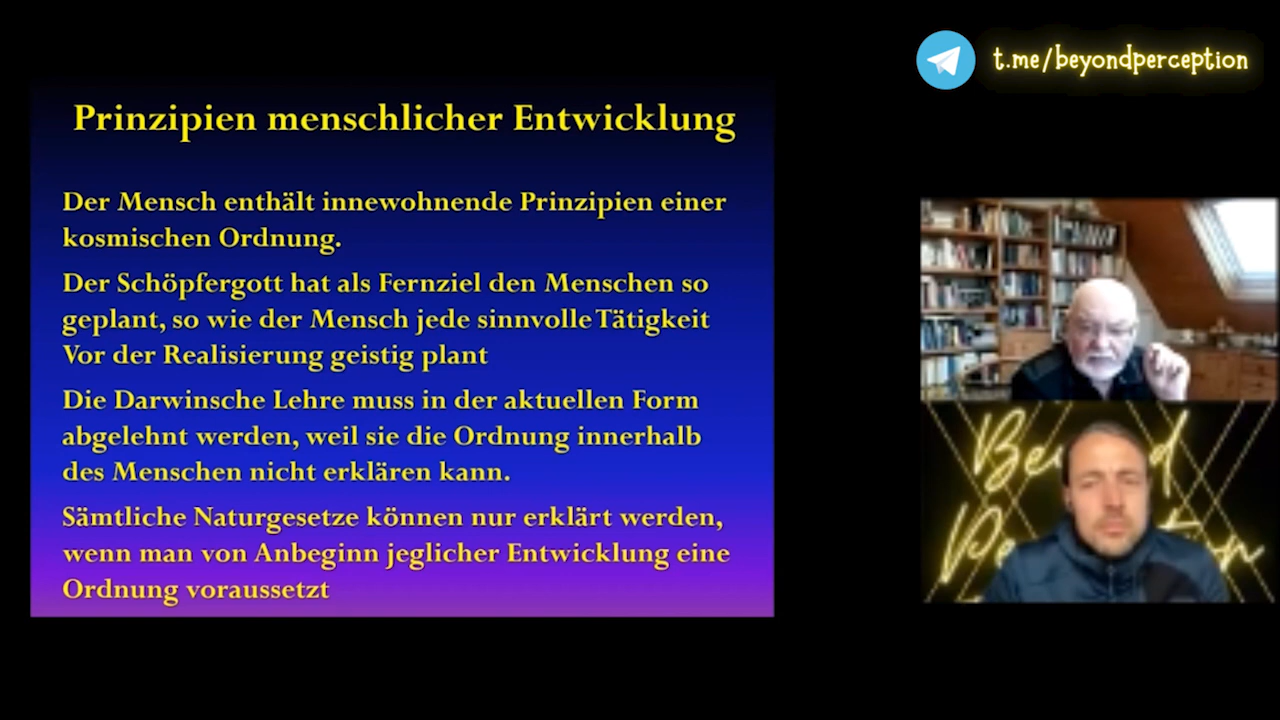 Prinzipien menschlicher Entwicklung
Der Mensch enthält innewohnende Prinzipien einer
kosmischen Ordnung.
Der Schöpfergott hat als Fernziel den Menschen so
geplant, so wie der Mensch jede sinnvolle Tätigkeit
Vor der Realisierung geistig plant
Die Darwinsche Lehre muss in der aktuellen Form
abgelehnt werden, weil sie die Ordnung innerhalb
des Menschen nicht erklären kann.
Sämtliche Naturgesetze können nur erklärt werden,
wenn man von Anbeginn jeglicher Entwicklung eine
Ordnung voraussetzt
t.me/beyondperception